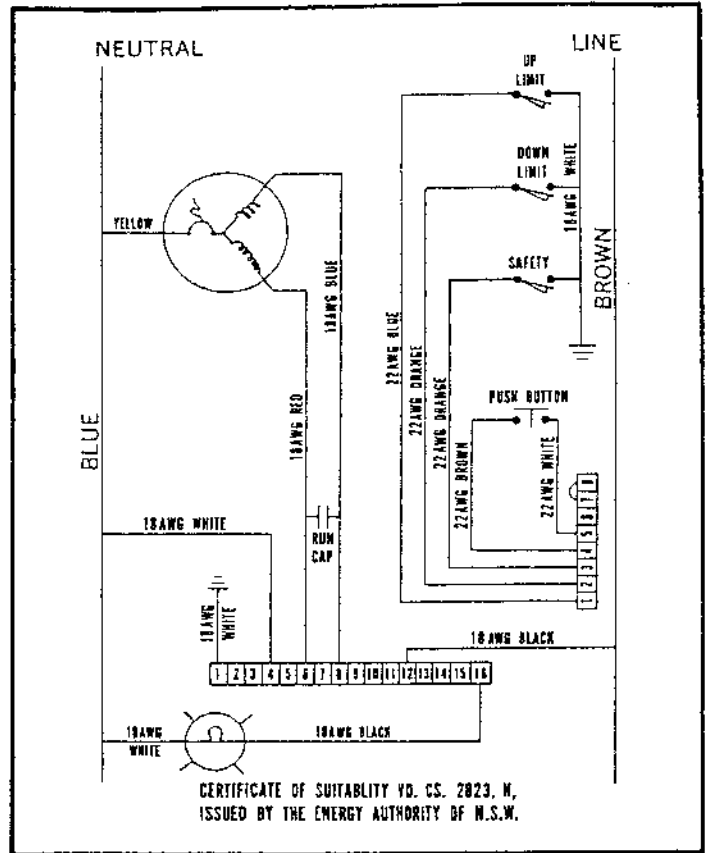 NEUTRAL
LINE
UP
LIMIT
DOWN
LIMIT
18AWG WHITE
YELLOW
SAFETY
BROWN
18AWG BLUE
22AWG BLUE
22AWG ORANGE
22AWG ORANGE
PUSH BUTTON
18AWG RED
22AWG BROWN
22AWG WHITE
BLUE
18AWG WHITE
RUN
CAP
18AWG
WHITE
1 2 3 4 5 6 7 8
18AWG BLACK
1 2 3 4 5 6 7 8 9 10 11 12 13 14 15 16
18AWG
WHITE
18AWG BLACK
CERTIFICATE OF SUITABLITY VD. CS. 2823, N,
ISSUED BY THE ENERGY AUTHORITY OF N.S.W.